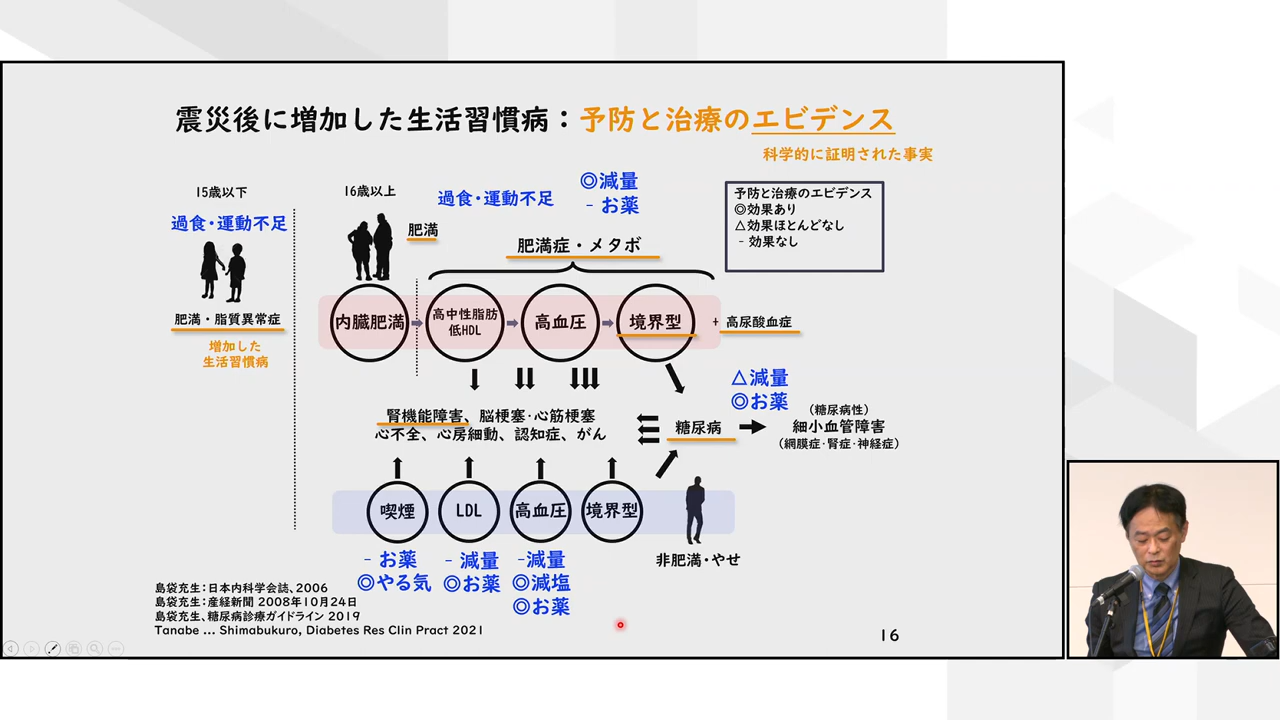 震災後に増加した生活習慣病：予防と治療のエビデンス
科学的に証明された事実
15歳以下
過食・運動不足
肥満・脂質異常症
増加した
生活習慣病
16歳以上
肥満
過食・運動不足
◎減量
- お薬
肥満症・メタボ
予防と治療のエビデンス
◎効果あり
△効果ほとんどなし
- 効果なし
内臓肥満
高中性脂肪
低HDL
高血圧
境界型
+ 高尿酸血症
腎機能障害、脳梗塞・心筋梗塞
心不全、心房細動、認知症、がん
糖尿病
△減量
◎お薬
（糖尿病性）
細小血管障害
（網膜症・腎症・神経症）
喫煙
LDL
高血圧
境界型
非肥満・やせ
- お薬
◎やる気
- 減量
◎お薬
-減量
◎減塩
◎お薬
島袋充生：日本内科学会誌、2006
島袋充生：産経新聞 2008年10月24日
島袋充生、糖尿病診療ガイドライン 2019
Tanabe ... Shimabukuro, Diabetes Res Clin Pract 2021
16